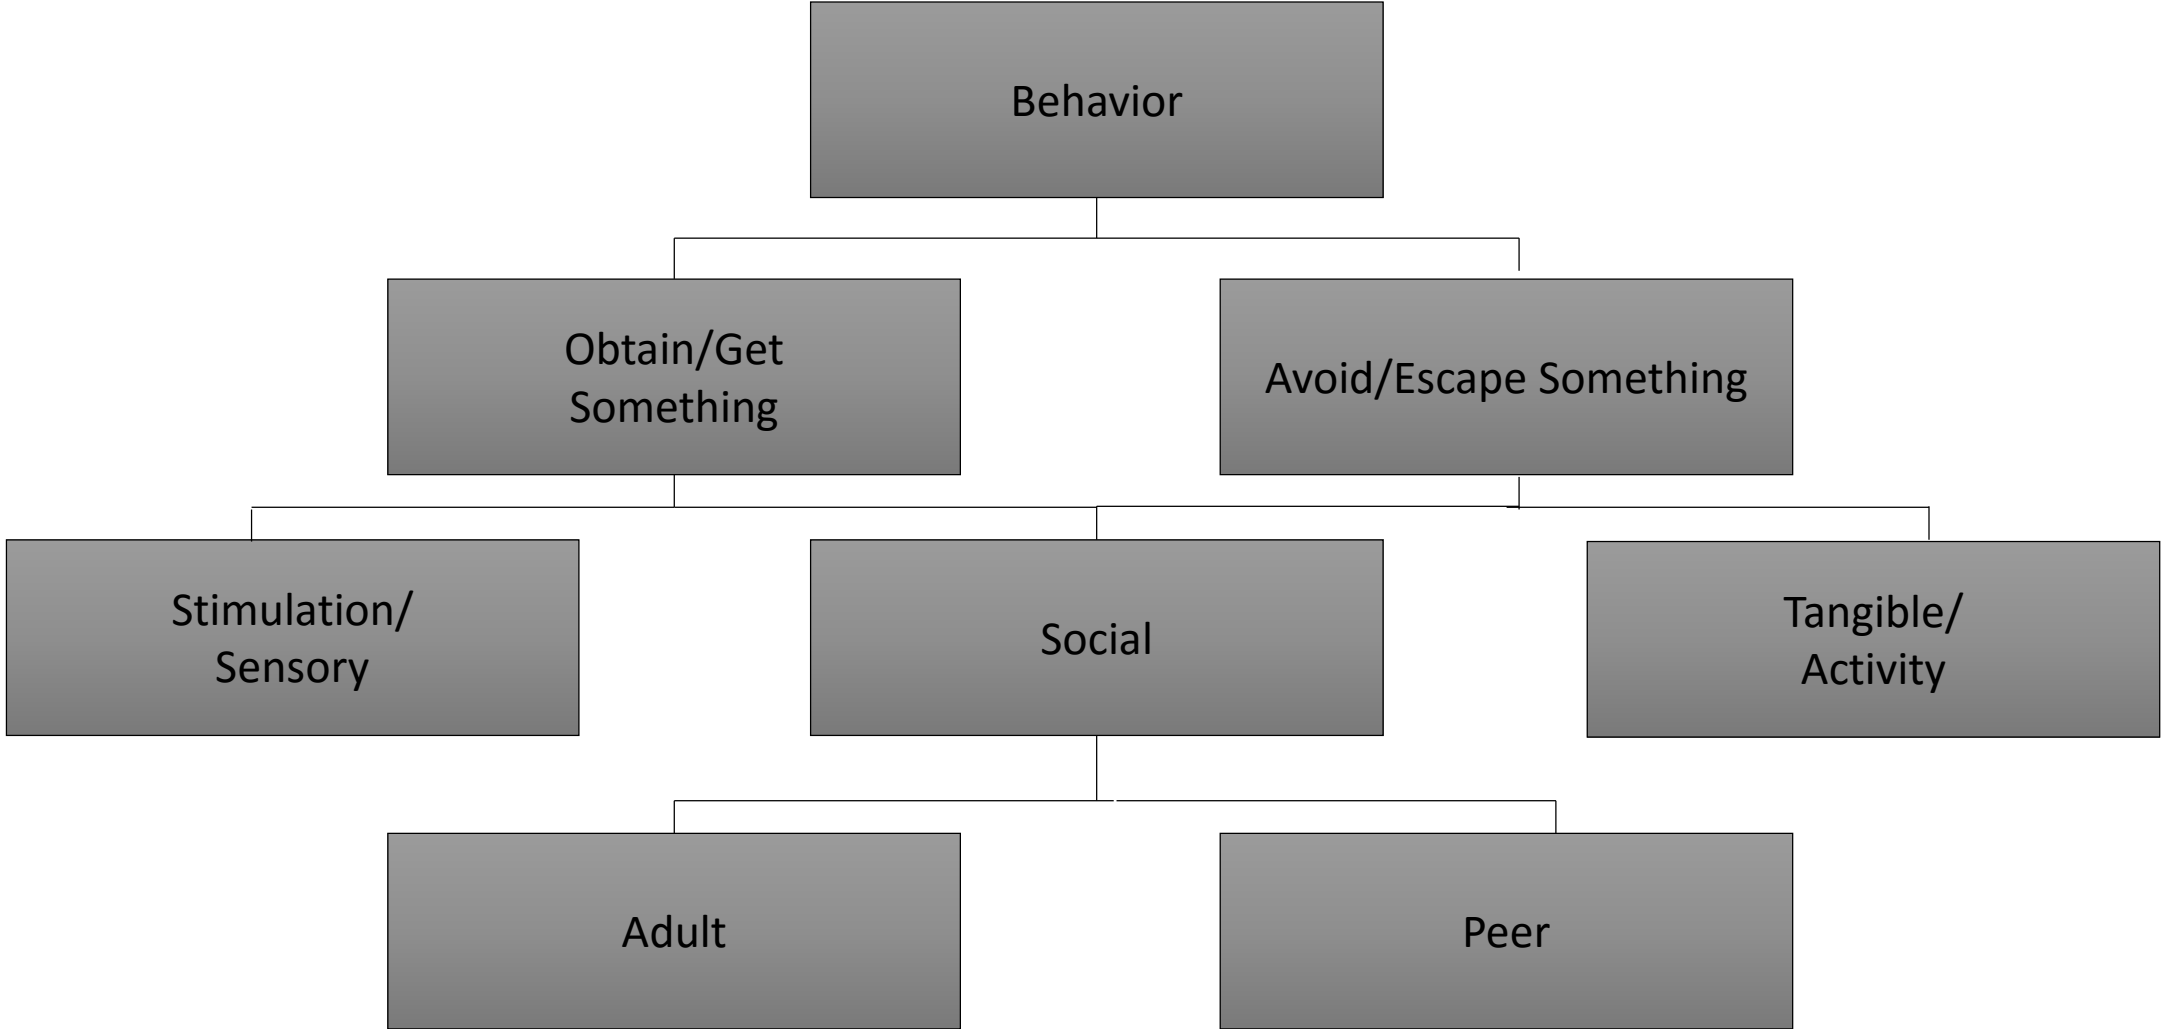 Behavior
Obtain/Get
Something
Avoid/Escape Something
Stimulation/
Sensory
Social
Tangible/
Activity
Adult
Peer